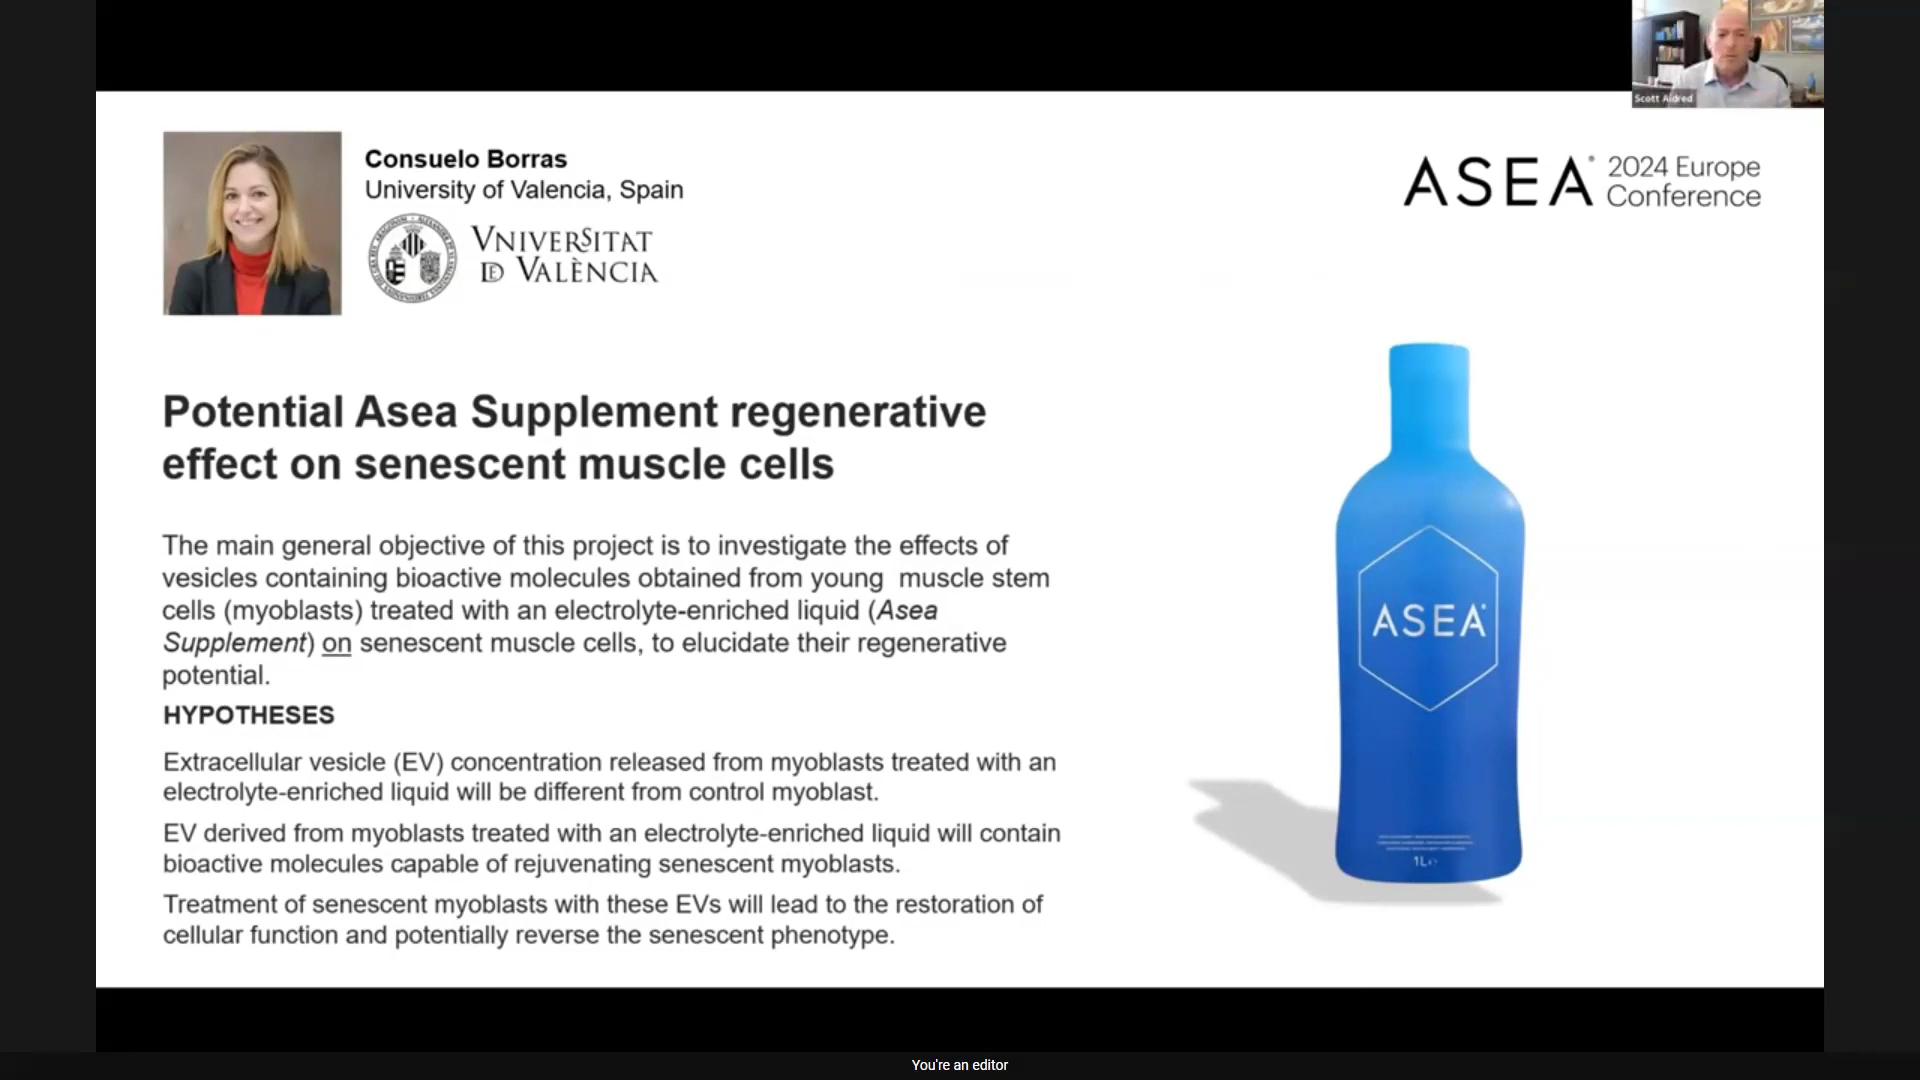 Scott Aldred
Consuelo Borras
University of Valencia, Spain
VNIVERSITAT
DE VALÈNCIA
ASEA® 2024 Europe
Conference
Potential Asea Supplement regenerative
effect on senescent muscle cells
The main general objective of this project is to investigate the effects of
vesicles containing bioactive molecules obtained from young muscle stem
cells (myoblasts) treated with an electrolyte-enriched liquid (Asea
Supplement) on senescent muscle cells, to elucidate their regenerative
potential.
HYPOTHESES
Extracellular vesicle (EV) concentration released from myoblasts treated with an
electrolyte-enriched liquid will be different from control myoblast.
EV derived from myoblasts treated with an electrolyte-enriched liquid will contain
bioactive molecules capable of rejuvenating senescent myoblasts.
Treatment of senescent myoblasts with these EVs will lead to the restoration of
cellular function and potentially reverse the senescent phenotype.
ASEA®
1L
You're an editor